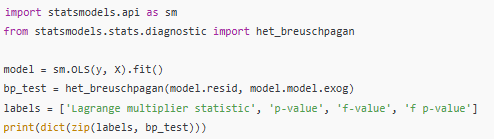 import statsmodels.api as sm
from statsmodels.stats.diagnostic import het_breuschpagan
model = sm.OLS(y, X).fit()
bp_test = het_breuschpagan(model.resid, model.model.exog)
labels = ['Lagrange multiplier statistic', 'p-value', 'f-value', 'f p-value']
print(dict(zip(labels, bp_test)))